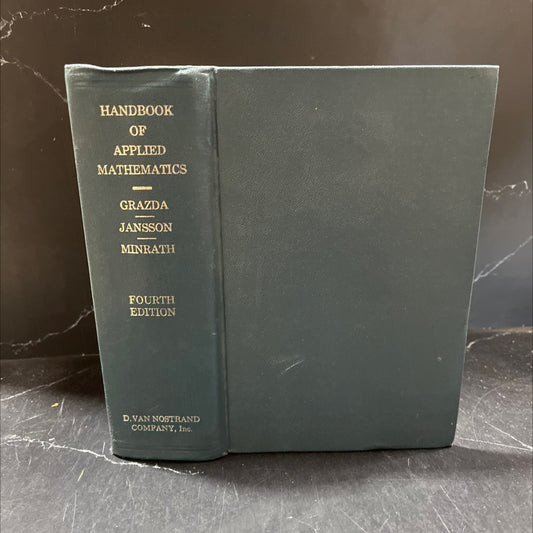 HANDBOOK
OF
APPLIED
MATHEMATICS
GRAZDA
JANSSON
MINRATH
FOURTH
EDITION
D. VAN NOSTRAND
COMPANY, Inc.